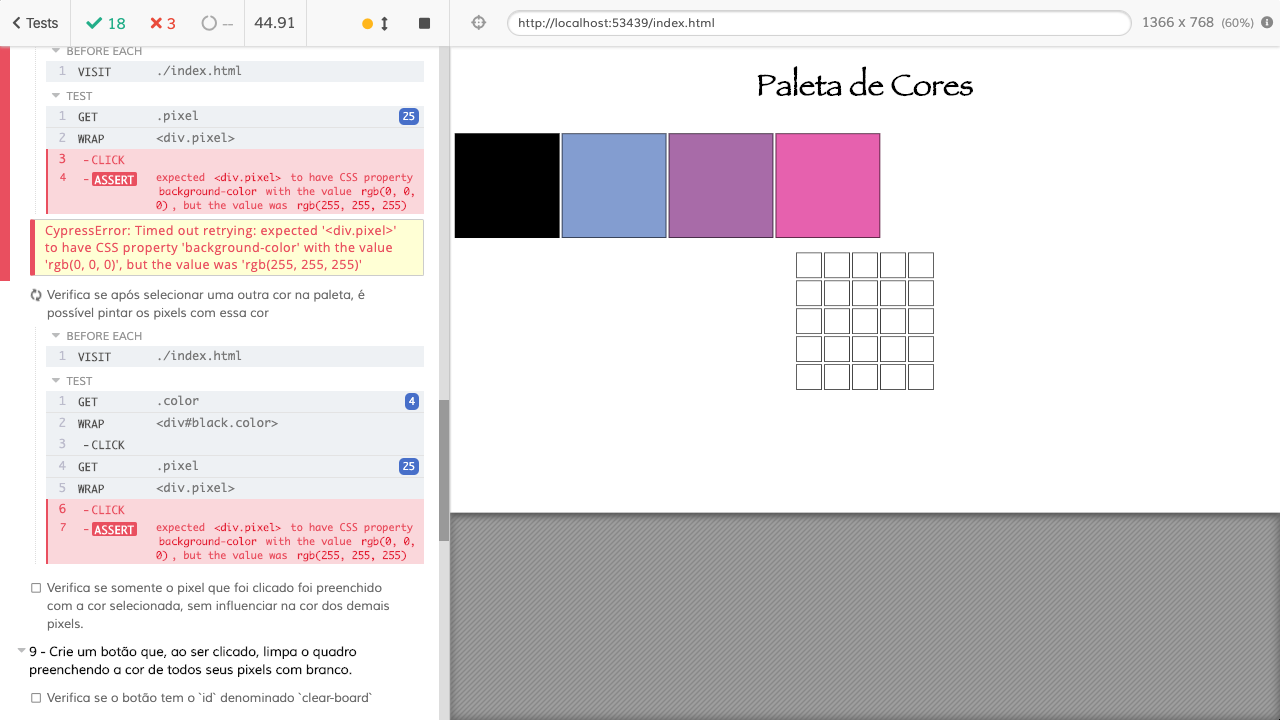 Tests 18 3 -- 44.91 http://localhost:53439/index.html 1366 x 768 (60%)
BEFORE EACH
1 VISIT ./index.html
TEST
1 GET .pixel 25
2 WRAP <div.pixel>
3 -CLICK
4 -ASSERT expected <div.pixel> to have CSS property
background-color with the value rgb(0, 0,
0), but the value was rgb(255, 255, 255)
CypressError: Timed out retrying: expected '<div.pixel>'
to have CSS property 'background-color' with the value
'rgb(0, 0, 0)', but the value was 'rgb(255, 255, 255)'
Verifica se após selecionar uma outra cor na paleta, é
possível pintar os pixels com essa cor
BEFORE EACH
1 VISIT ./index.html
TEST
1 GET .color 4
2 WRAP <div#black.color>
3 -CLICK
4 GET .pixel 25
5 WRAP <div.pixel>
6 -CLICK
7 -ASSERT expected <div.pixel> to have CSS property
background-color with the value rgb(0, 0,
0), but the value was rgb(255, 255, 255)
Verifica se somente o pixel que foi clicado foi preenchido
com a cor selecionada, sem influenciar na cor dos demais
pixels.
9 - Crie um botão que, ao ser clicado, limpa o quadro
preenchendo a cor de todos seus pixels com branco.
Verifica se o botão tem o `id` denominado `clear-board`
Paleta de Cores